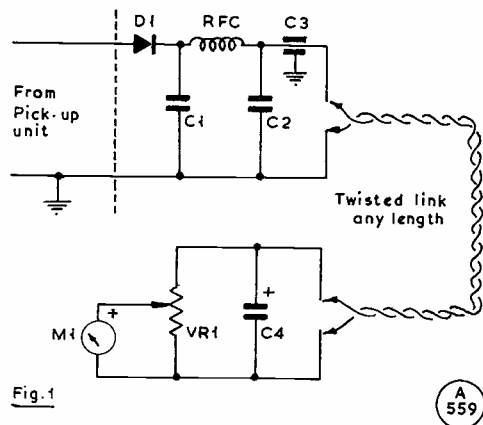 D1
RFC
C3
From
Pick-up
unit
C1
C2
Twisted link
any length
+
+
M1
VR1
C4
Fig.1
A
559